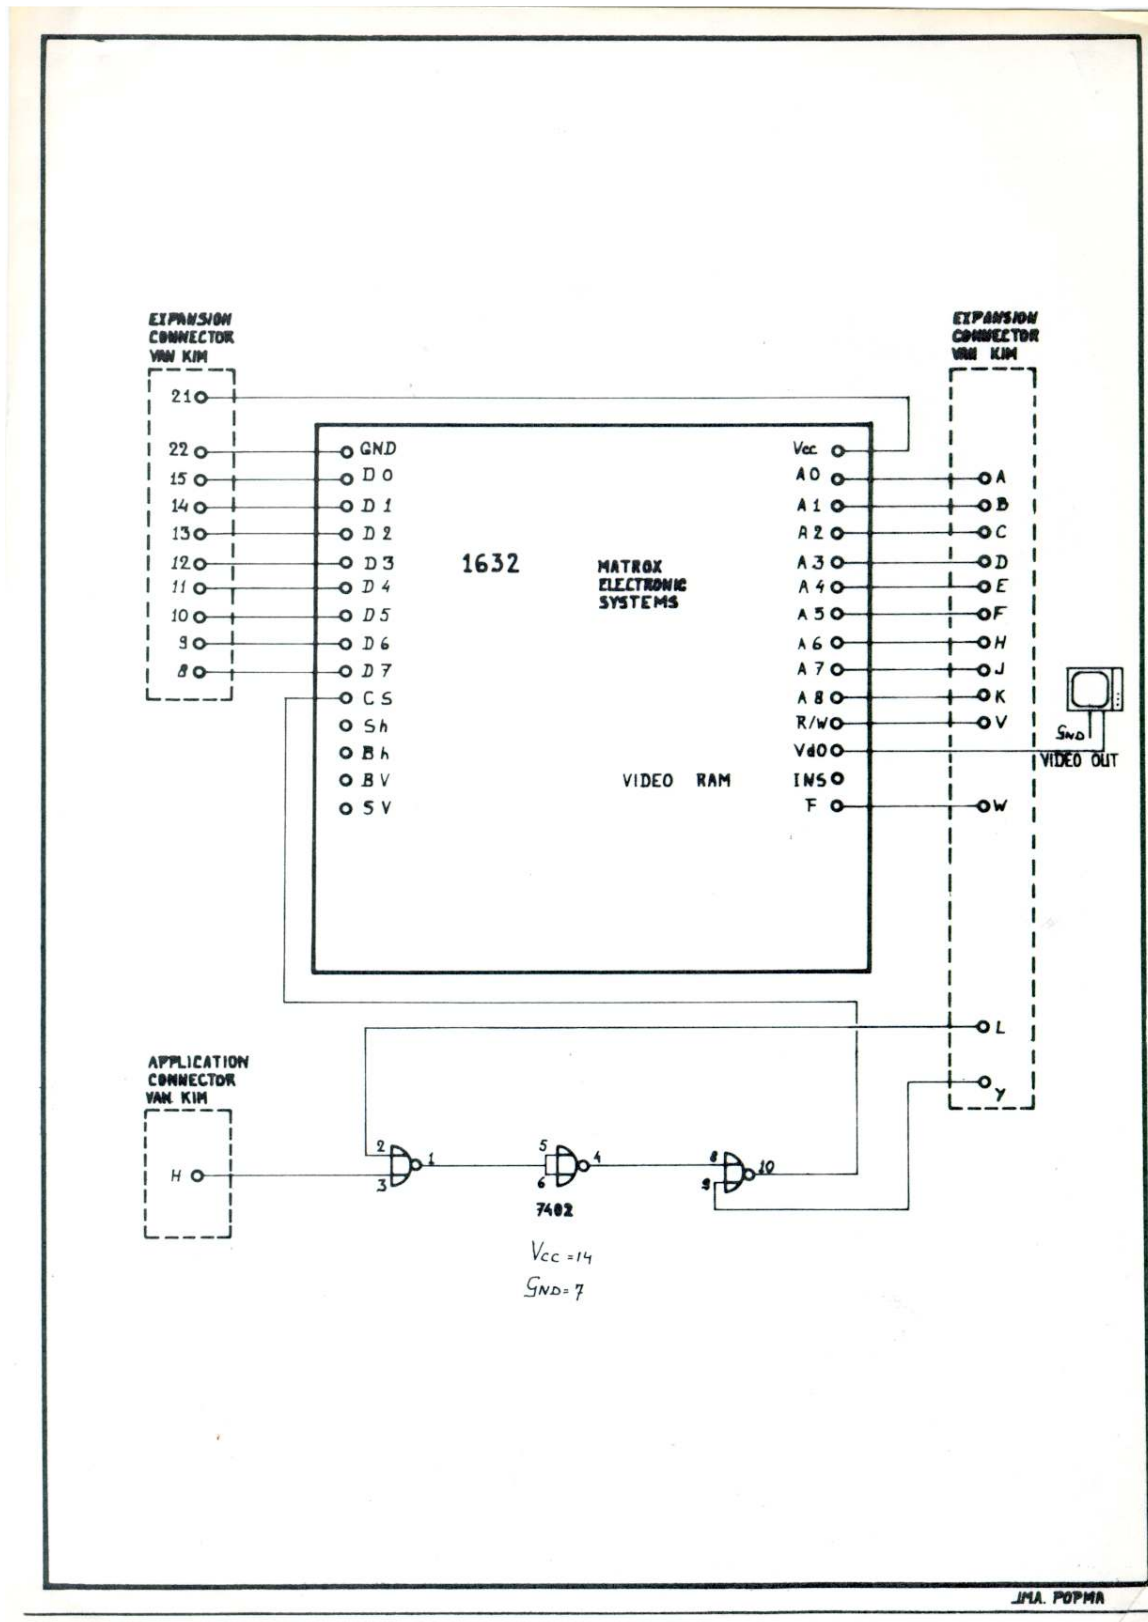 EXPANSION
CONNECTOR
VAN KIM
21
22
15
14
13
12
11
10
9
8
GND
D0
D1
D2
D3
D4
D5
D6
D7
CS
Sh
Bh
BV
SV
1632
MATROX
ELECTRONIC
SYSTEMS
VIDEO RAM
Vcc
A0
A1
A2
A3
A4
A5
A6
A7
A8
R/W
VdO
INS
F
EXPANSION
CONNECTOR
VAN KIM
A
B
C
D
E
F
H
J
K
V
W
L
Y
GND
VIDEO OUT
APPLICATION
CONNECTOR
VAN KIM
H
2
3
1
5
6
4
7402
8
9
10
Vcc = 14
GND = 7
JMA. POPMA